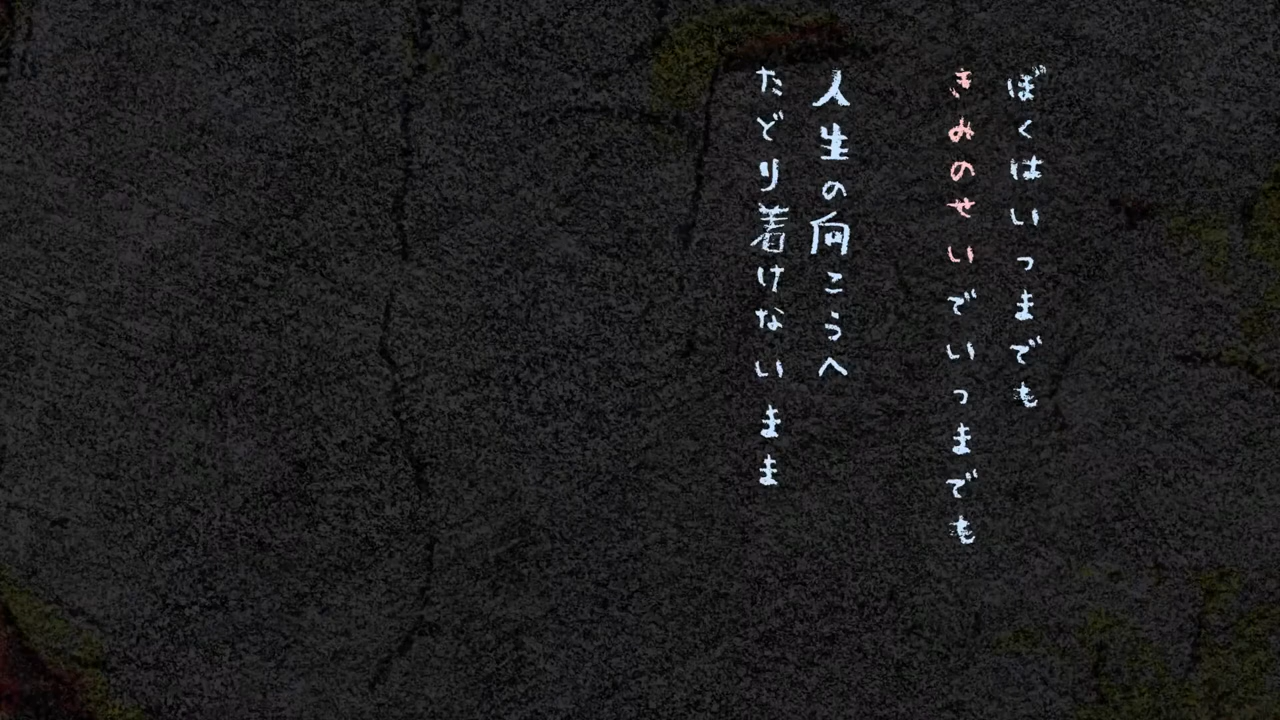 ぼくはいつまでも
きみのせいでいつまでも
人生の向こうへ
たどり着けないまま